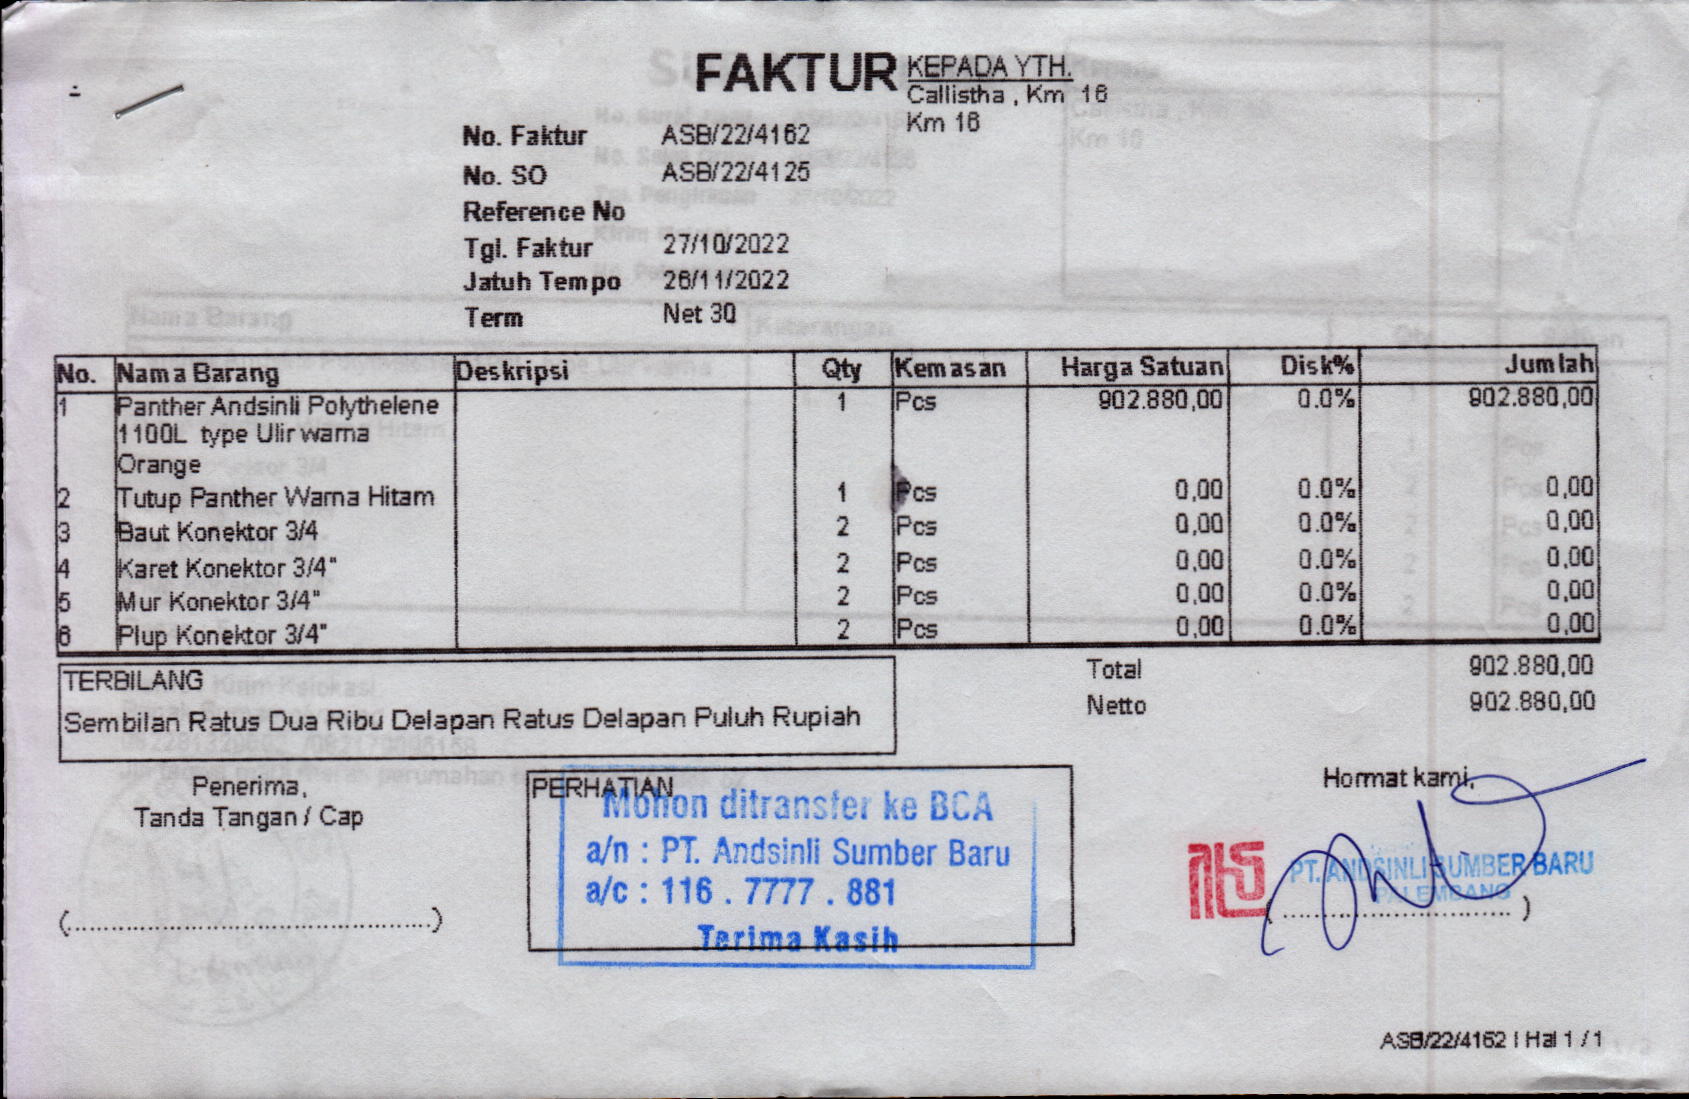 FAKTUR
KEPADA YTH.
Callistha , Km 16
Km 16
No. Faktur ASB/22/4162
No. SO ASB/22/4125
Reference No
Tgl. Faktur 27/10/2022
Jatuh Tempo 26/11/2022
Term Net 30
No. Nama Barang Deskripsi Qty Kemasan Harga Satuan Disk% Jumlah
1 Panther Andsinli Polythelene 1 Pcs 902.880,00 0.0% 902.880,00
1100L type Ulir warna
Orange
2 Tutup Panther Warna Hitam 1 Pcs 0,00 0.0% 0,00
3 Baut Konektor 3/4 2 Pcs 0,00 0.0% 0,00
4 Karet Konektor 3/4" 2 Pcs 0,00 0.0% 0,00
5 Mur Konektor 3/4" 2 Pcs 0,00 0.0% 0,00
6 Plup Konektor 3/4" 2 Pcs 0,00 0.0% 0,00
TERBILANG
Sembilan Ratus Dua Ribu Delapan Ratus Delapan Puluh Rupiah
Total 902.880,00
Netto 902.880,00
Penerima,
Tanda Tangan / Cap
(..........................................)
PERHATIAN
Mohon ditransfer ke BCA
a/n : PT. Andsinli Sumber Baru
a/c : 116 . 7777 . 881
Terima Kasih
Hormat kami,
PT. ANDSINLI SUMBER BARU
PALEMBANG
(..........................)
ASB/22/4162 | Hal 1 / 1